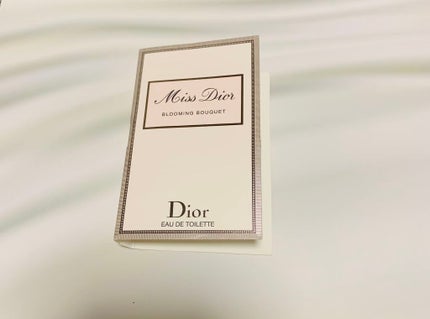 Miss Dior
BLOOMING BOUQUET
Dior
EAU DE TOILETTE